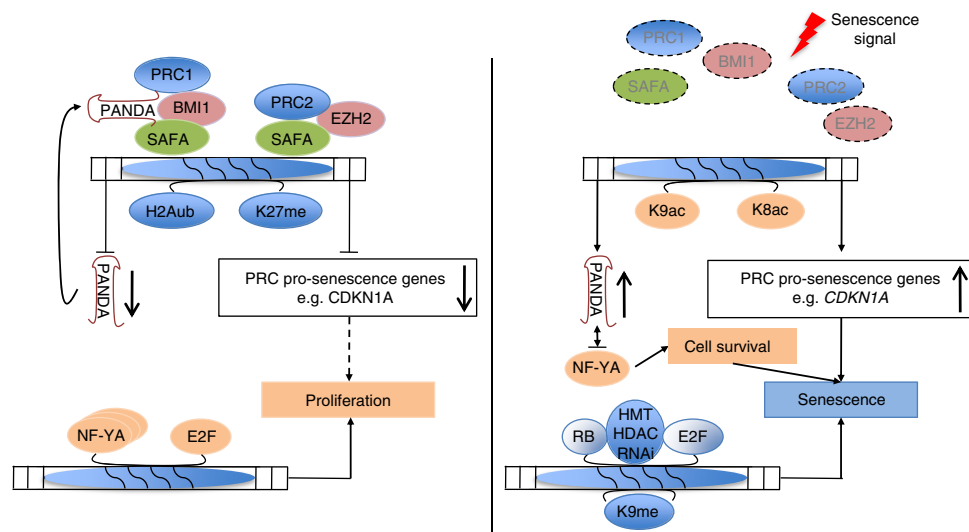 PRC1
PANDA
BMI1
SAFA
PRC2
EZH2
SAFA
H2Aub
K27me
PANDA
PRC pro-senescence genes
e.g. CDKN1A
Proliferation
NF-YA
E2F
Senescence
signal
PRC1
BMI1
SAFA
PRC2
EZH2
K9ac
K8ac
PANDA
PRC pro-senescence genes
e.g. CDKN1A
NF-YA
Cell survival
Senescence
RB
HMT
HDAC
RNAi
E2F
K9me